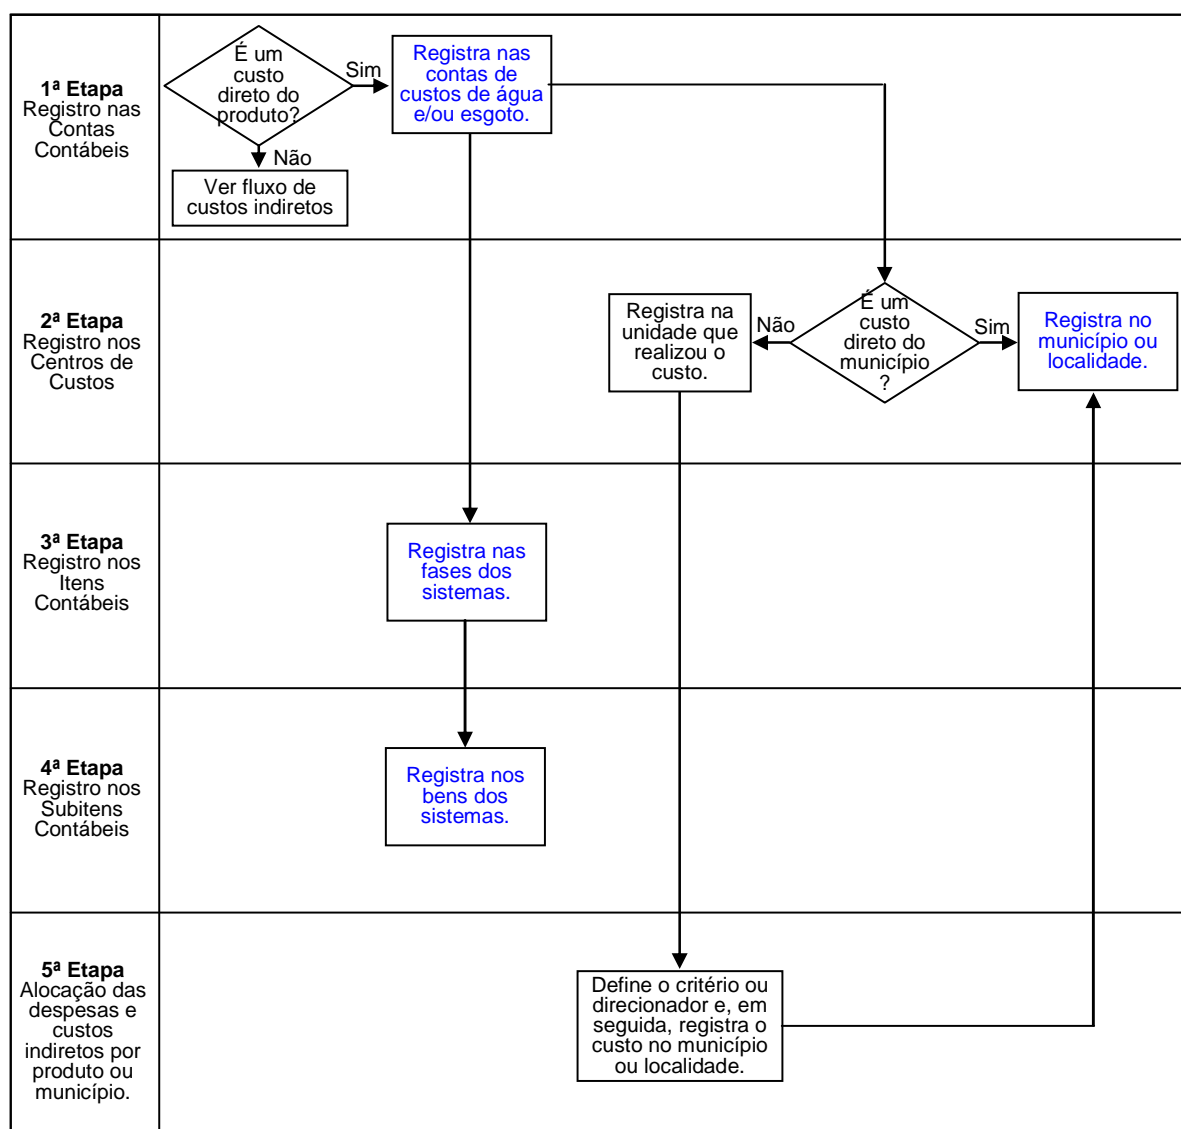 1ª Etapa
Registro nas
Contas
Contábeis
É um
custo
direto do
produto?
Sim
Registra nas
contas de
custos de água
e/ou esgoto.
Não
Ver fluxo de
custos indiretos
2ª Etapa
Registro nos
Centros de
Custos
Registra na
unidade que
realizou o
custo.
Não
É um
custo
direto do
município
?
Sim
Registra no
município ou
localidade.
3ª Etapa
Registro nos
Itens
Contábeis
Registra nas
fases dos
sistemas.
4ª Etapa
Registro nos
Subitens
Contábeis
Registra nos
bens dos
sistemas.
5ª Etapa
Alocação das
despesas e
custos
indiretos por
produto ou
município.
Define o critério ou
direcionador e, em
seguida, registra o
custo no município
ou localidade.